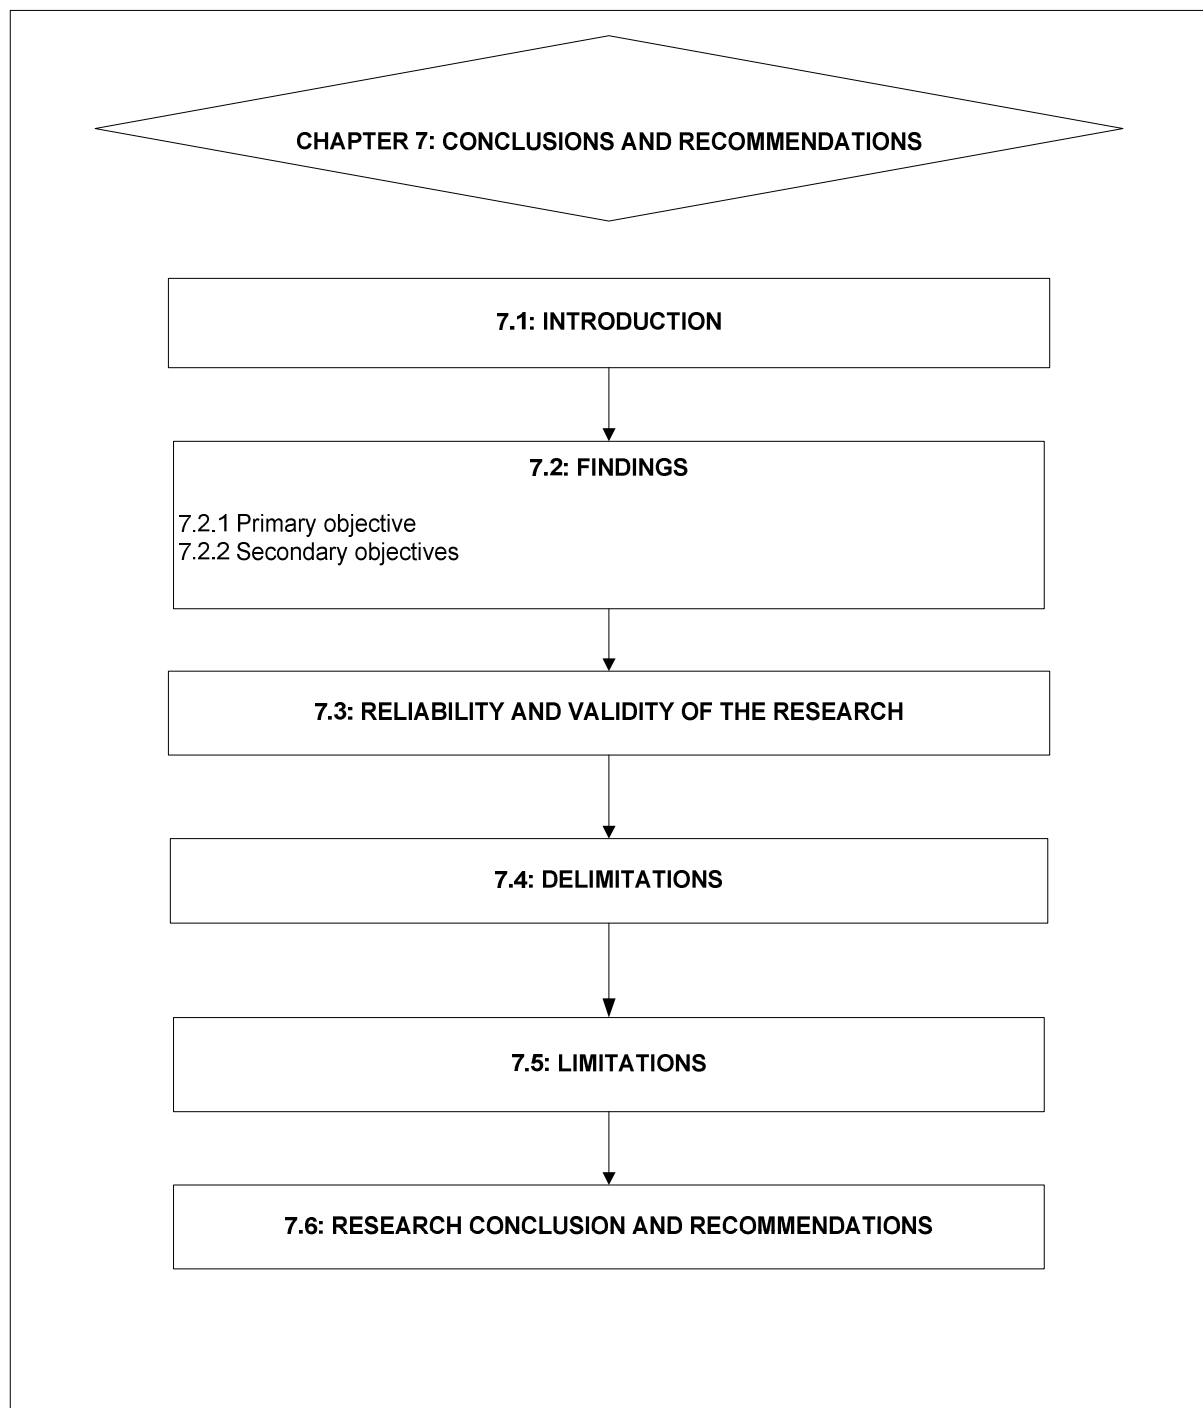 CHAPTER 7: CONCLUSIONS AND RECOMMENDATIONS
7.1: INTRODUCTION
7.2: FINDINGS
7.2.1 Primary objective
7.2.2 Secondary objectives
7.3: RELIABILITY AND VALIDITY OF THE RESEARCH
7.4: DELIMITATIONS
7.5: LIMITATIONS
7.6: RESEARCH CONCLUSION AND RECOMMENDATIONS